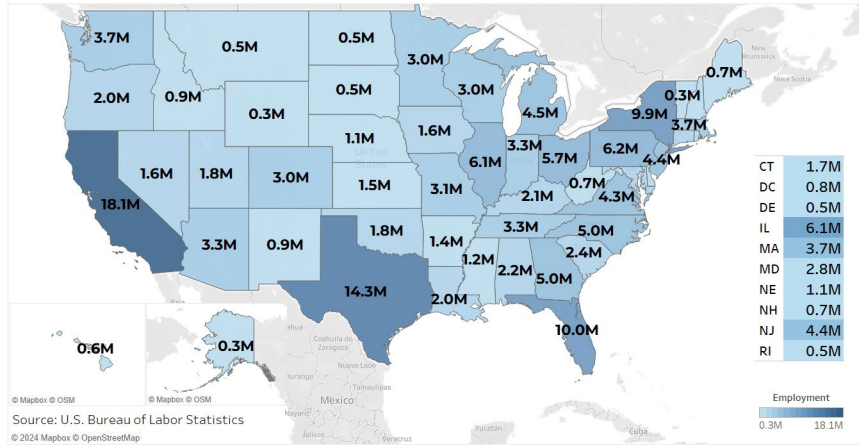 3.7M
0.5M
0.5M
3.0M
0.7M
New Brunswick
Nova Scotia
2.0M
0.9M
0.5M
3.0M
4.5M
0.3M
9.9M
3.7M
0.3M
1.1M
1.6M
United States
3.3M
5.7M
6.2M
4.4M
1.6M
1.8M
3.0M
1.5M
6.1M
3.1M
2.1M
0.7M
4.3M
18.1M
3.3M
0.9M
1.8M
1.4M
3.3M
5.0M
2.4M
1.2M
2.2M
5.0M
14.3M
2.0M
10.0M
CT 1.7M
DC 0.8M
DE 0.5M
IL 6.1M
MA 3.7M
MD 2.8M
NE 1.1M
NH 0.7M
NJ 4.4M
RI 0.5M
0.6M
0.3M
Coahuila de
Zaragoza
Nuevo León
Durango
Tamaulipas
Mexico
Nayarit
Jalisco
Veracruz
Yucatán
Cuba
© Mapbox © OSM
© Mapbox © OSM
Source: U.S. Bureau of Labor Statistics
© 2024 Mapbox © OpenStreetMap
Employment
0.3M 18.1M